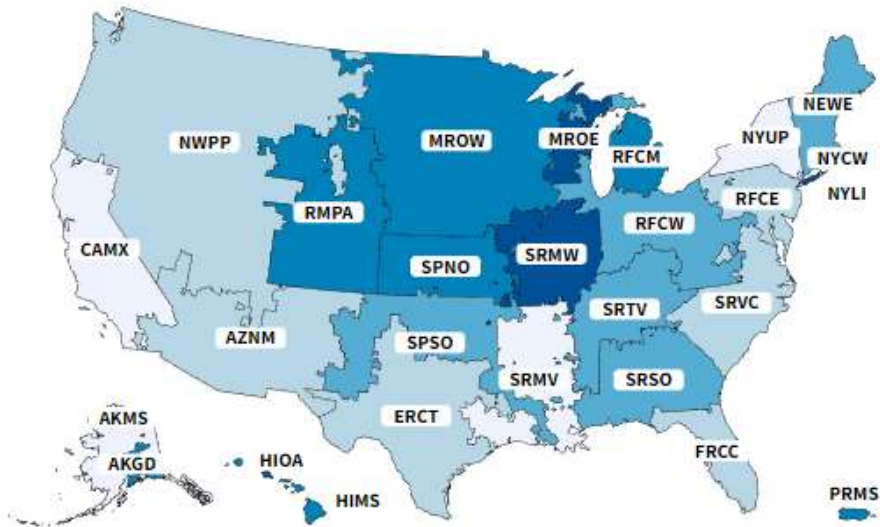 NEWE
NWPP
MROW
MROE
NYUP
RFCM
NYCW
NYLI
RFCE
RMPA
RFCW
CAMX
SRMW
SPNO
SRVC
SRTV
AZNM
SPSO
SRMV
SRSO
ERCT
AKMS
FRCC
AKGD
HIOA
HIMS
PRMS